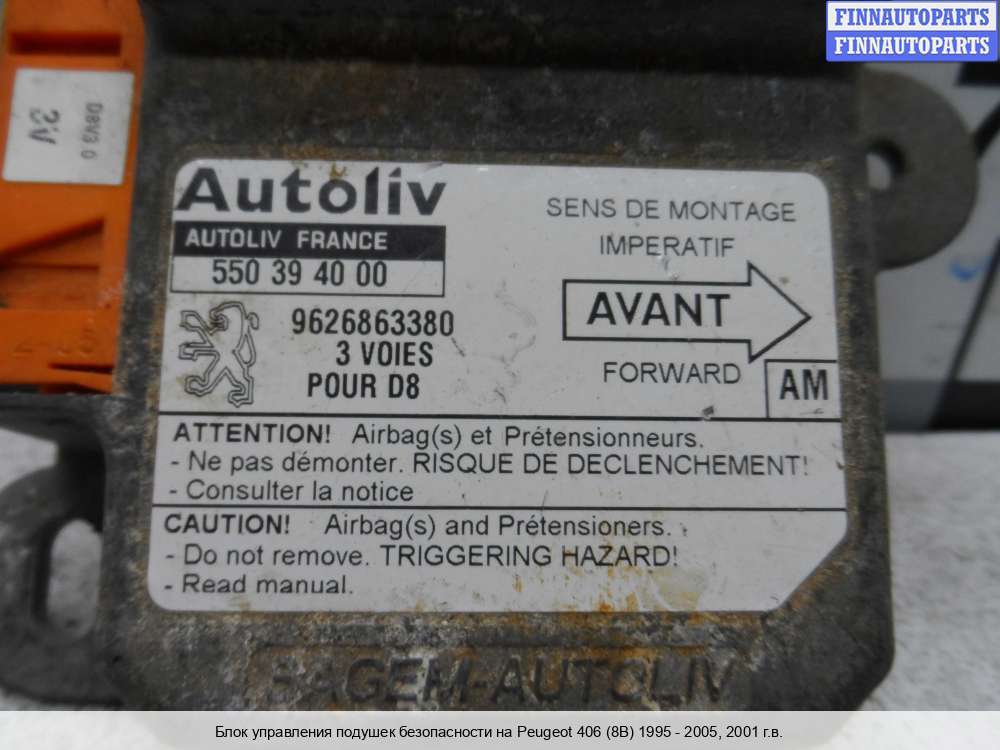 FINNAUTOPARTS
FINNAUTOPARTS
D8V3.0
3V
Autoliv
AUTOLIV FRANCE
550 39 40 00
9626863380
3 VOIES
POUR D8
SENS DE MONTAGE
IMPERATIF
AVANT
FORWARD
AM
ATTENTION! Airbag(s) et Prétensionneurs.
- Ne pas démonter. RISQUE DE DECLENCHEMENT!
- Consulter la notice
CAUTION! Airbag(s) and Prétensioners.
- Do not remove. TRIGGERING HAZARD!
- Read manual.
SAGEM-AUTOLIV
Блок управления подушек безопасности на Peugeot 406 (8B) 1995 - 2005, 2001 г.в.